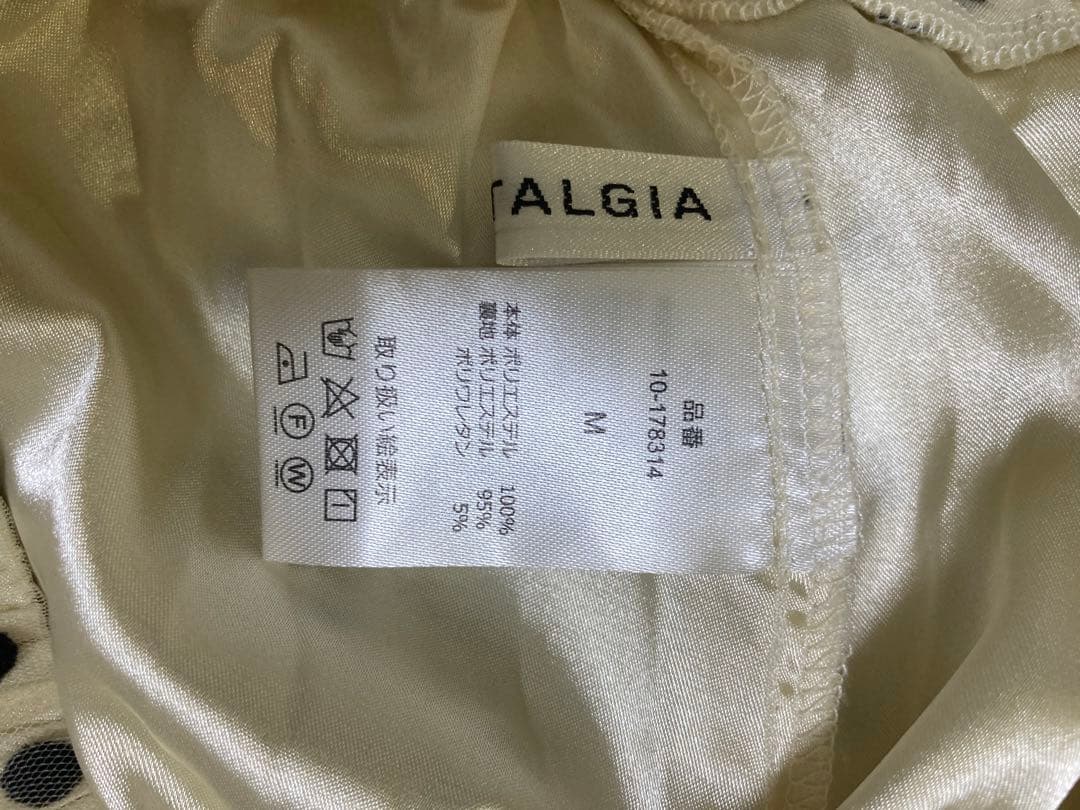 TALGIA
品番
10-178314
M
本体 ポリエステル 100%
裏地 ポリエステル 95%
ポリウレタン 5%
取り扱い絵表示
F W